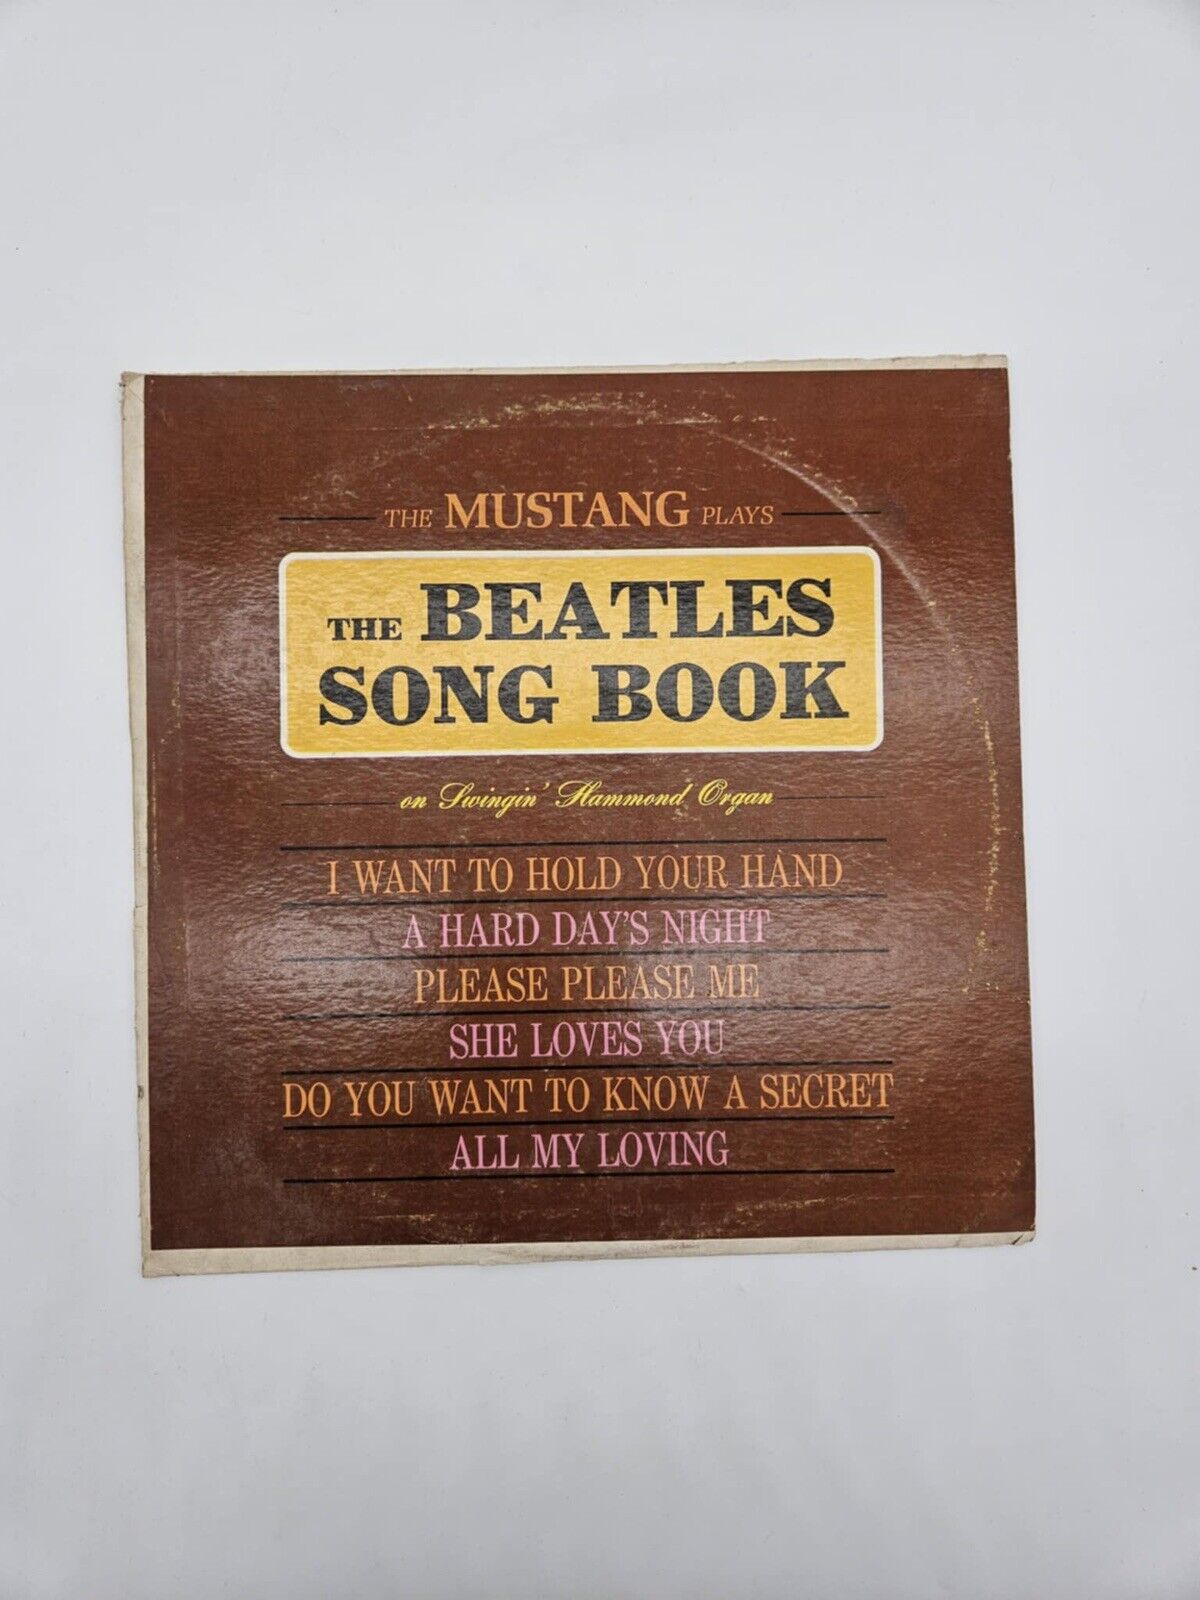 THE MUSTANG PLAYS
THE BEATLES
SONG BOOK
on Swingin' Hammond Organ
I WANT TO HOLD YOUR HAND
A HARD DAY'S NIGHT
PLEASE PLEASE ME
SHE LOVES YOU
DO YOU WANT TO KNOW A SECRET
ALL MY LOVING